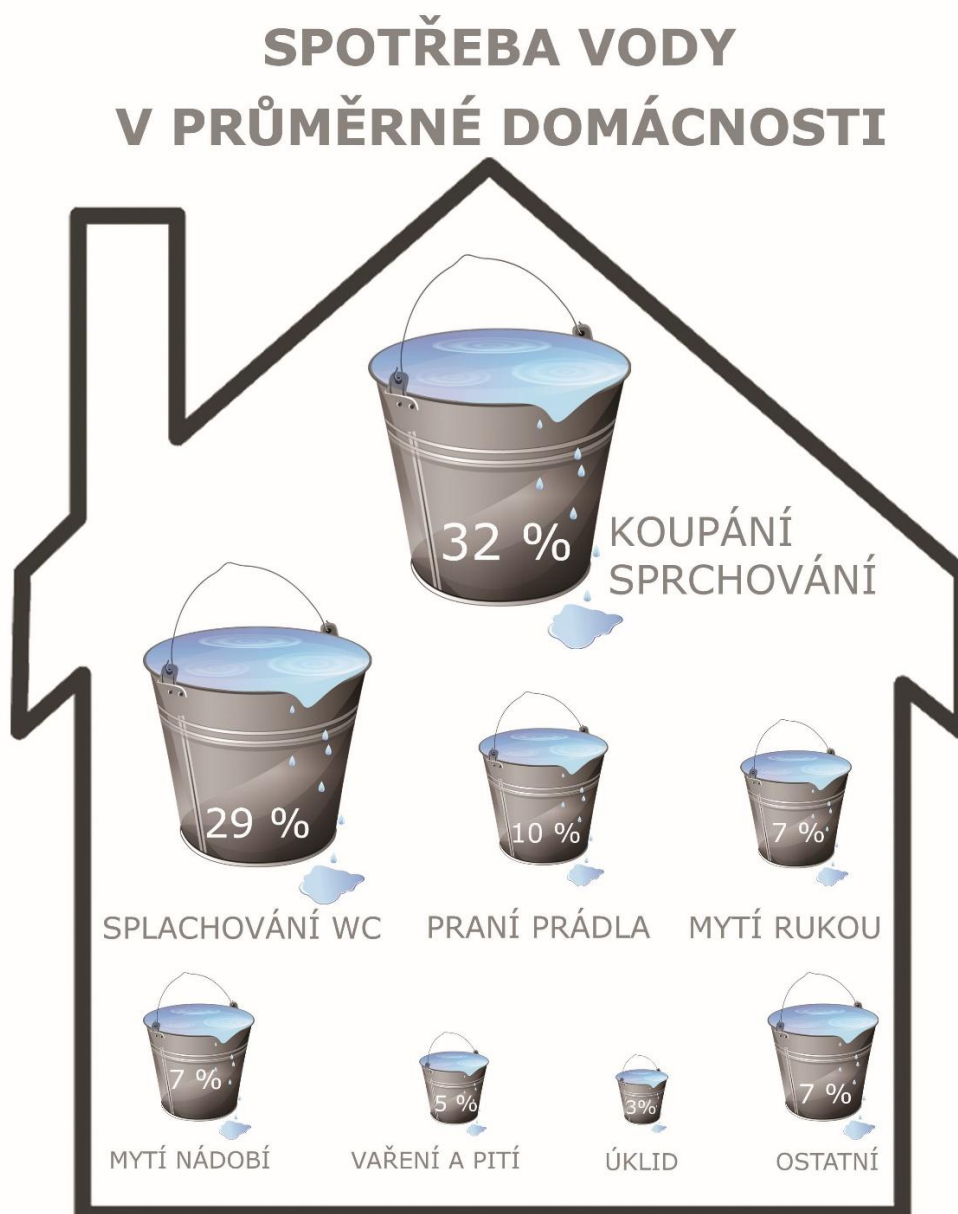 SPOTŘEBA VODY
V PRŮMĚRNÉ DOMÁCNOSTI
32 %
KOUPÁNÍ
SPRCHOVÁNÍ
29 %
10 %
7 %
SPLACHOVÁNÍ WC
PRANÍ PRÁDLA
MYTÍ RUKOU
7 %
5 %
3%
7 %
MYTÍ NÁDOBÍ
VAŘENÍ A PITÍ
ÚKLID
OSTATNÍ